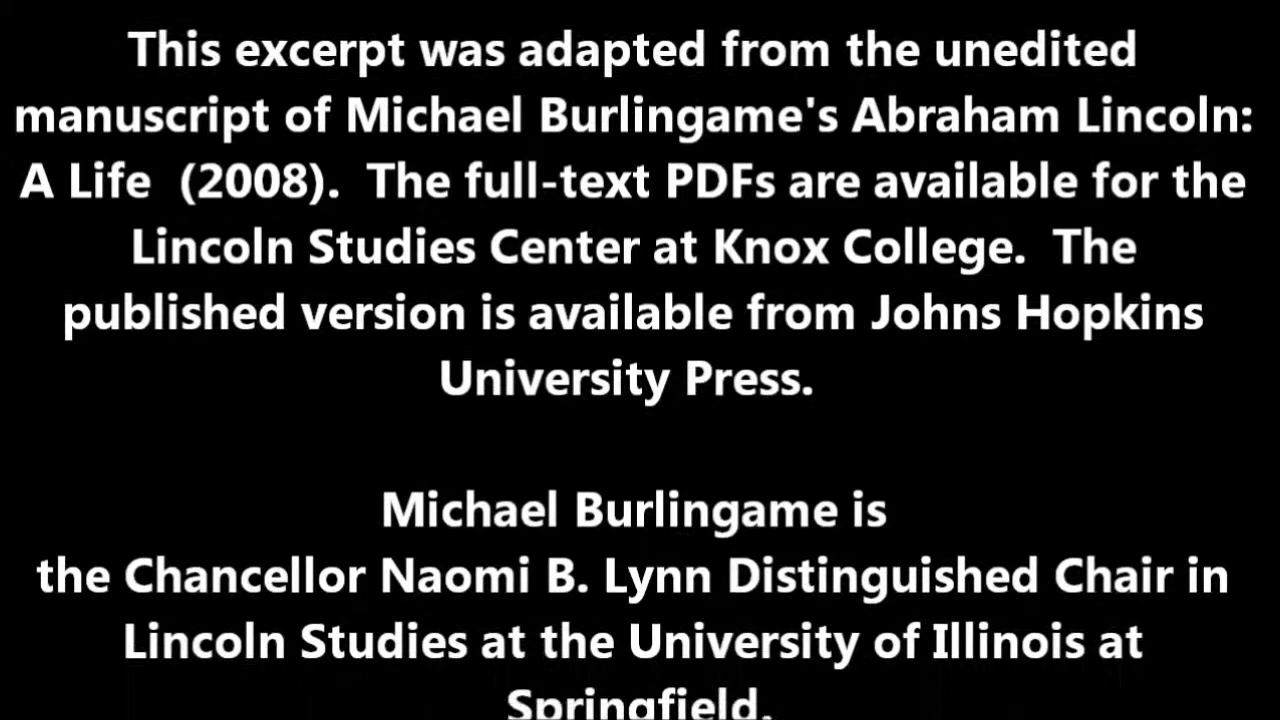 This excerpt was adapted from the unedited
manuscript of Michael Burlingame's Abraham Lincoln:
A Life  (2008).  The full-text PDFs are available for the
Lincoln Studies Center at Knox College.  The
published version is available from Johns Hopkins
University Press.
Michael Burlingame is
the Chancellor Naomi B. Lynn Distinguished Chair in
Lincoln Studies at the University of Illinois at
Springfield.